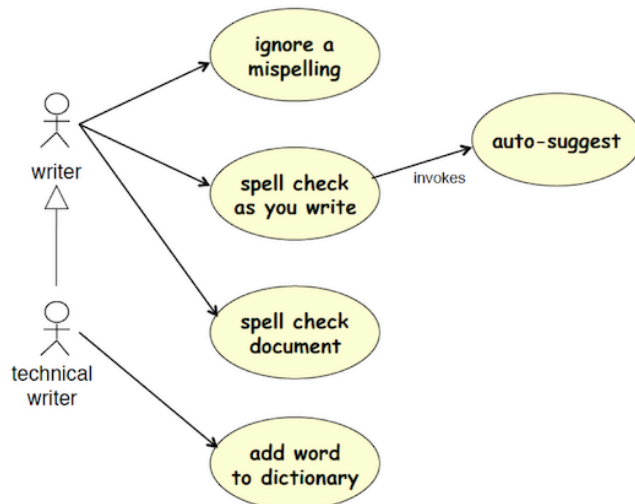 ignore a
mispelling
writer
spell check
as you write
invokes
auto-suggest
spell check
document
technical
writer
add word
to dictionary